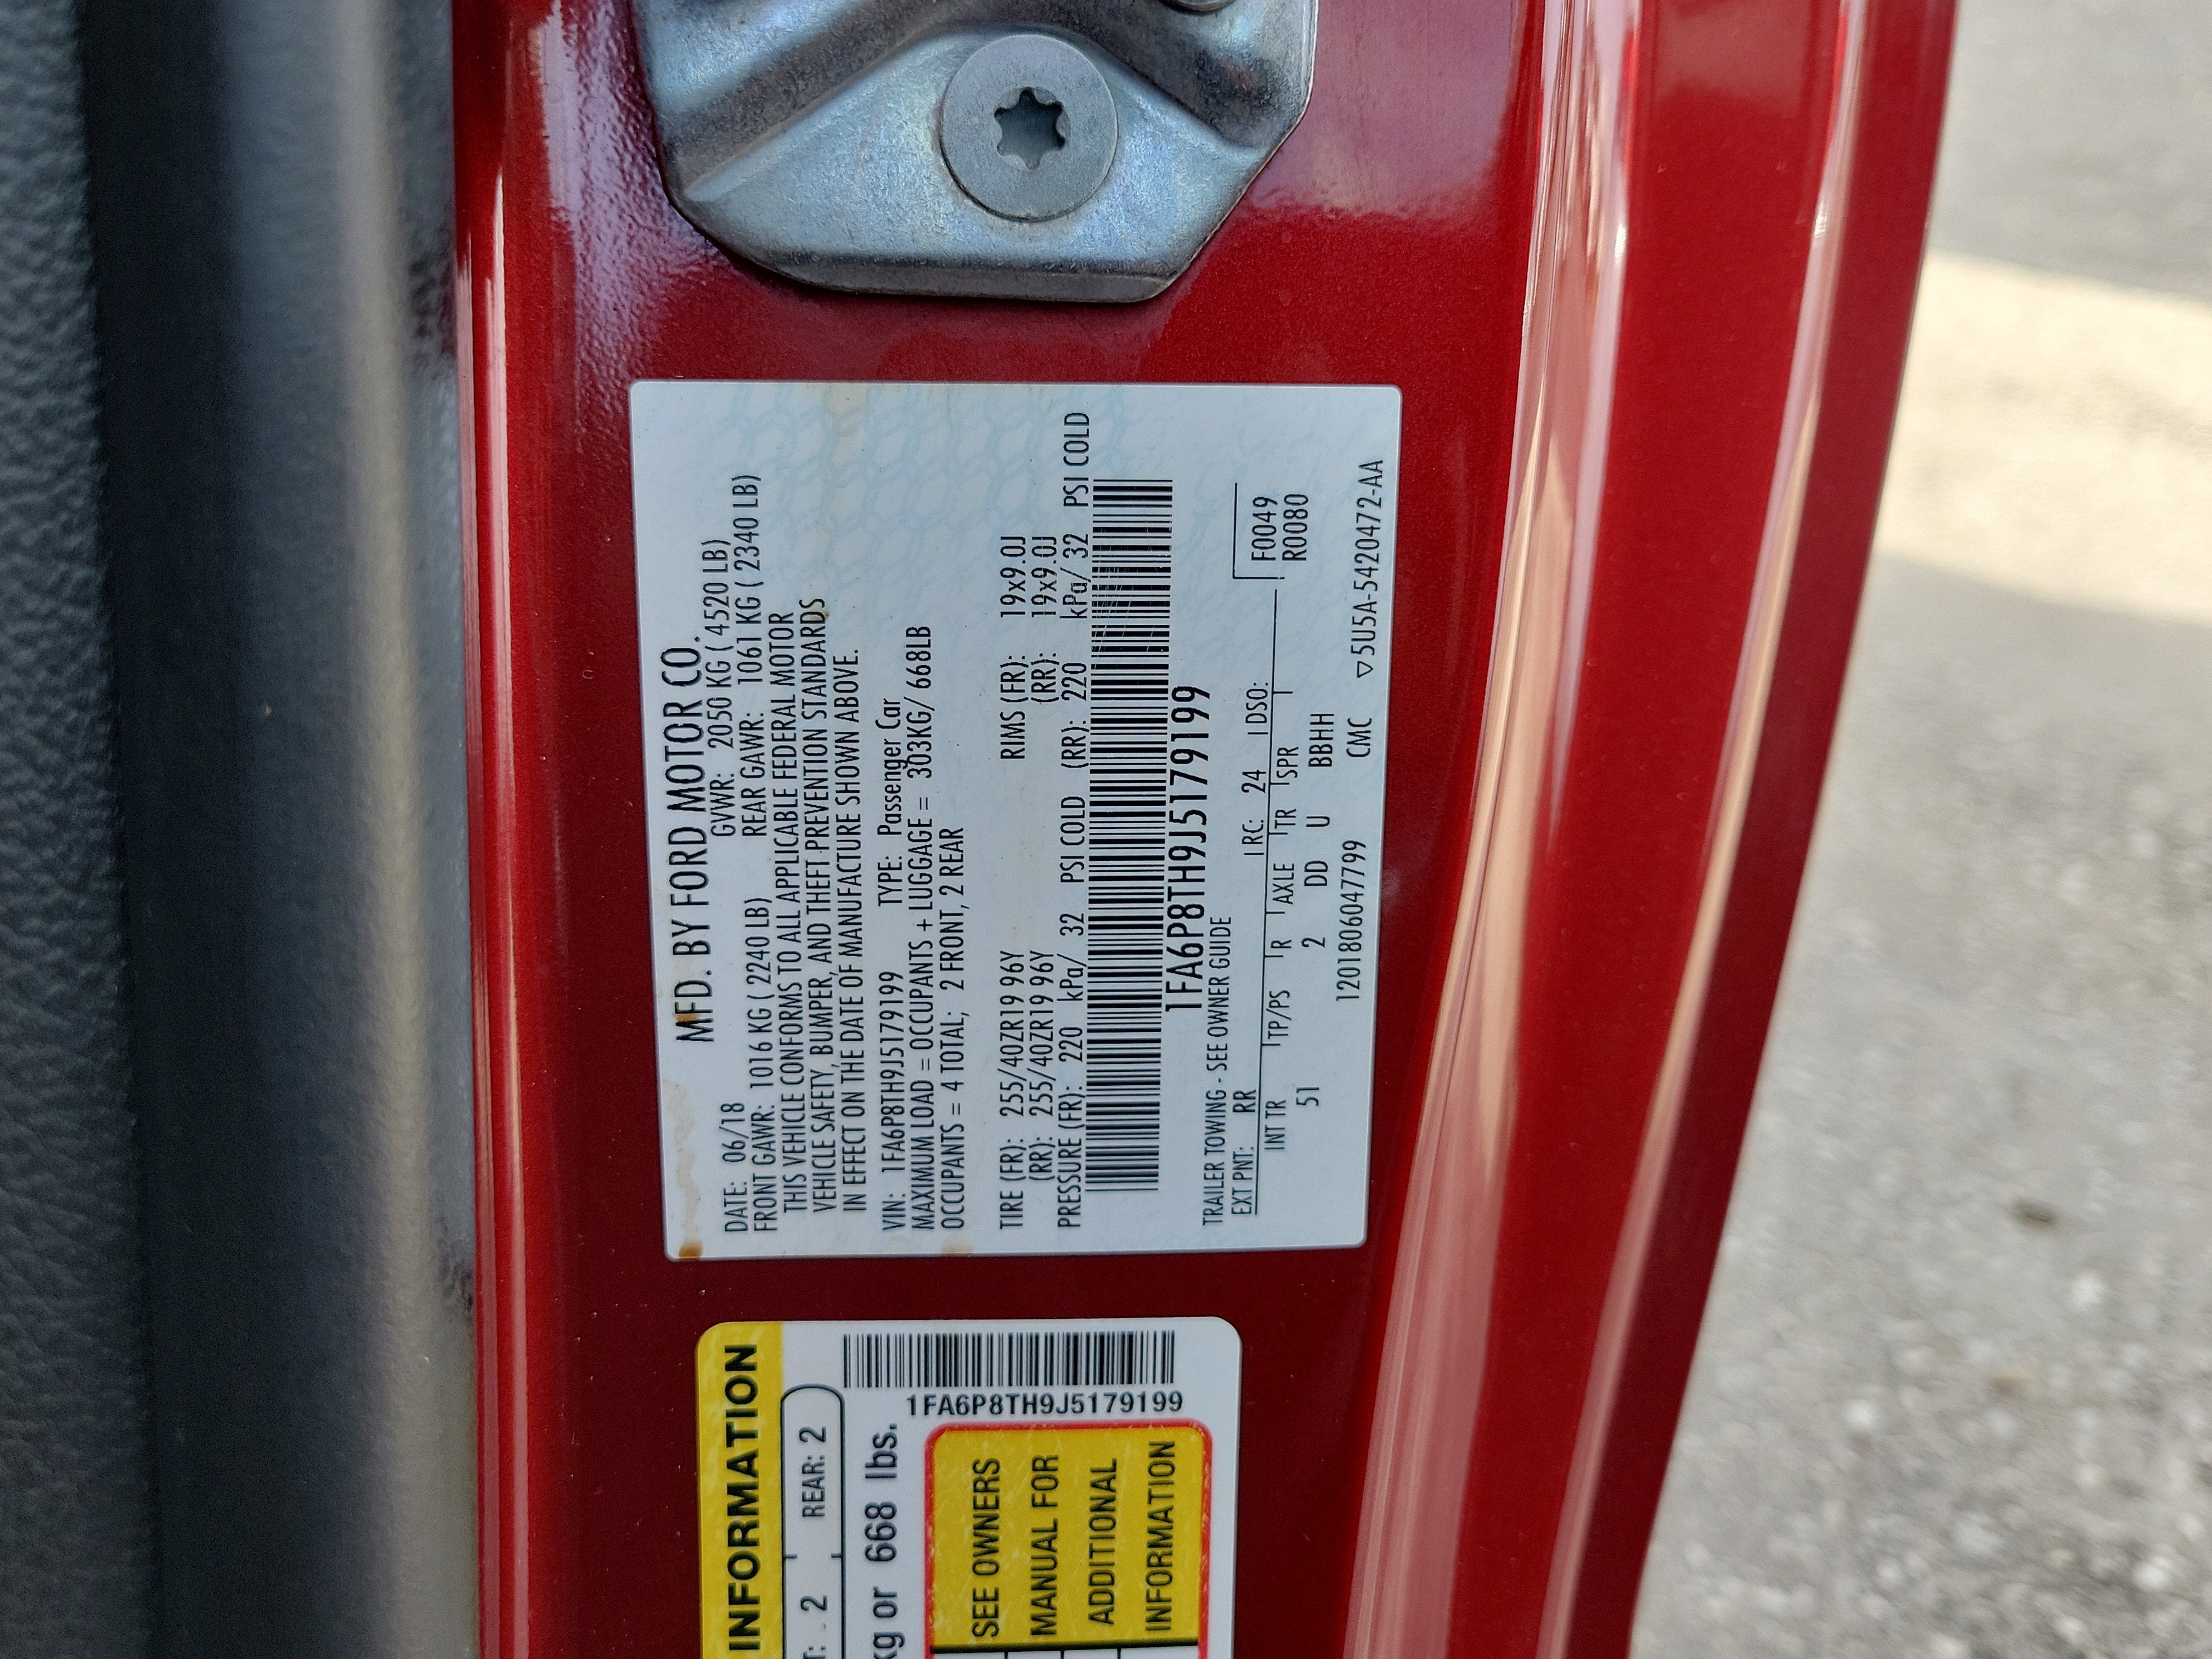 MFD. BY FORD MOTOR CO.
DATE: 06/18 GVWR: 2050 KG ( 4520 LB)
FRONT GAWR: 1016 KG ( 2240 LB) REAR GAWR: 1061 KG ( 2340 LB)
THIS VEHICLE CONFORMS TO ALL APPLICABLE FEDERAL MOTOR
VEHICLE SAFETY, BUMPER, AND THEFT PREVENTION STANDARDS
IN EFFECT ON THE DATE OF MANUFACTURE SHOWN ABOVE.
VIN: 1FA6P8TH9J5179199 TYPE: Passenger Car
MAXIMUM LOAD = OCCUPANTS + LUGGAGE = 303KG/ 668LB
OCCUPANTS = 4 TOTAL; 2 FRONT, 2 REAR
TIRE (FR): 255/40ZR19 96Y RIMS (FR): 19x9.0J
(RR): 255/40ZR19 96Y (RR): 19x9.0J
PRESSURE (FR): 220 kPa/ 32 PSI COLD (RR): 220 kPa/ 32 PSI COLD
1FA6P8TH9J5179199
TRAILER TOWING - SEE OWNER GUIDE
EXT PNT: RR RC: 24 DSO: F0049
INT TR TP/PS R AXLE TR SPR R0080
51 2 DD U BBHH
1201806047799 CMC ▽5U5A-5420472-AA
INFORMATION
: 2 REAR: 2
kg or 668 lbs.
1FA6P8TH9J5179199
SEE OWNERS
MANUAL FOR
ADDITIONAL
INFORMATION